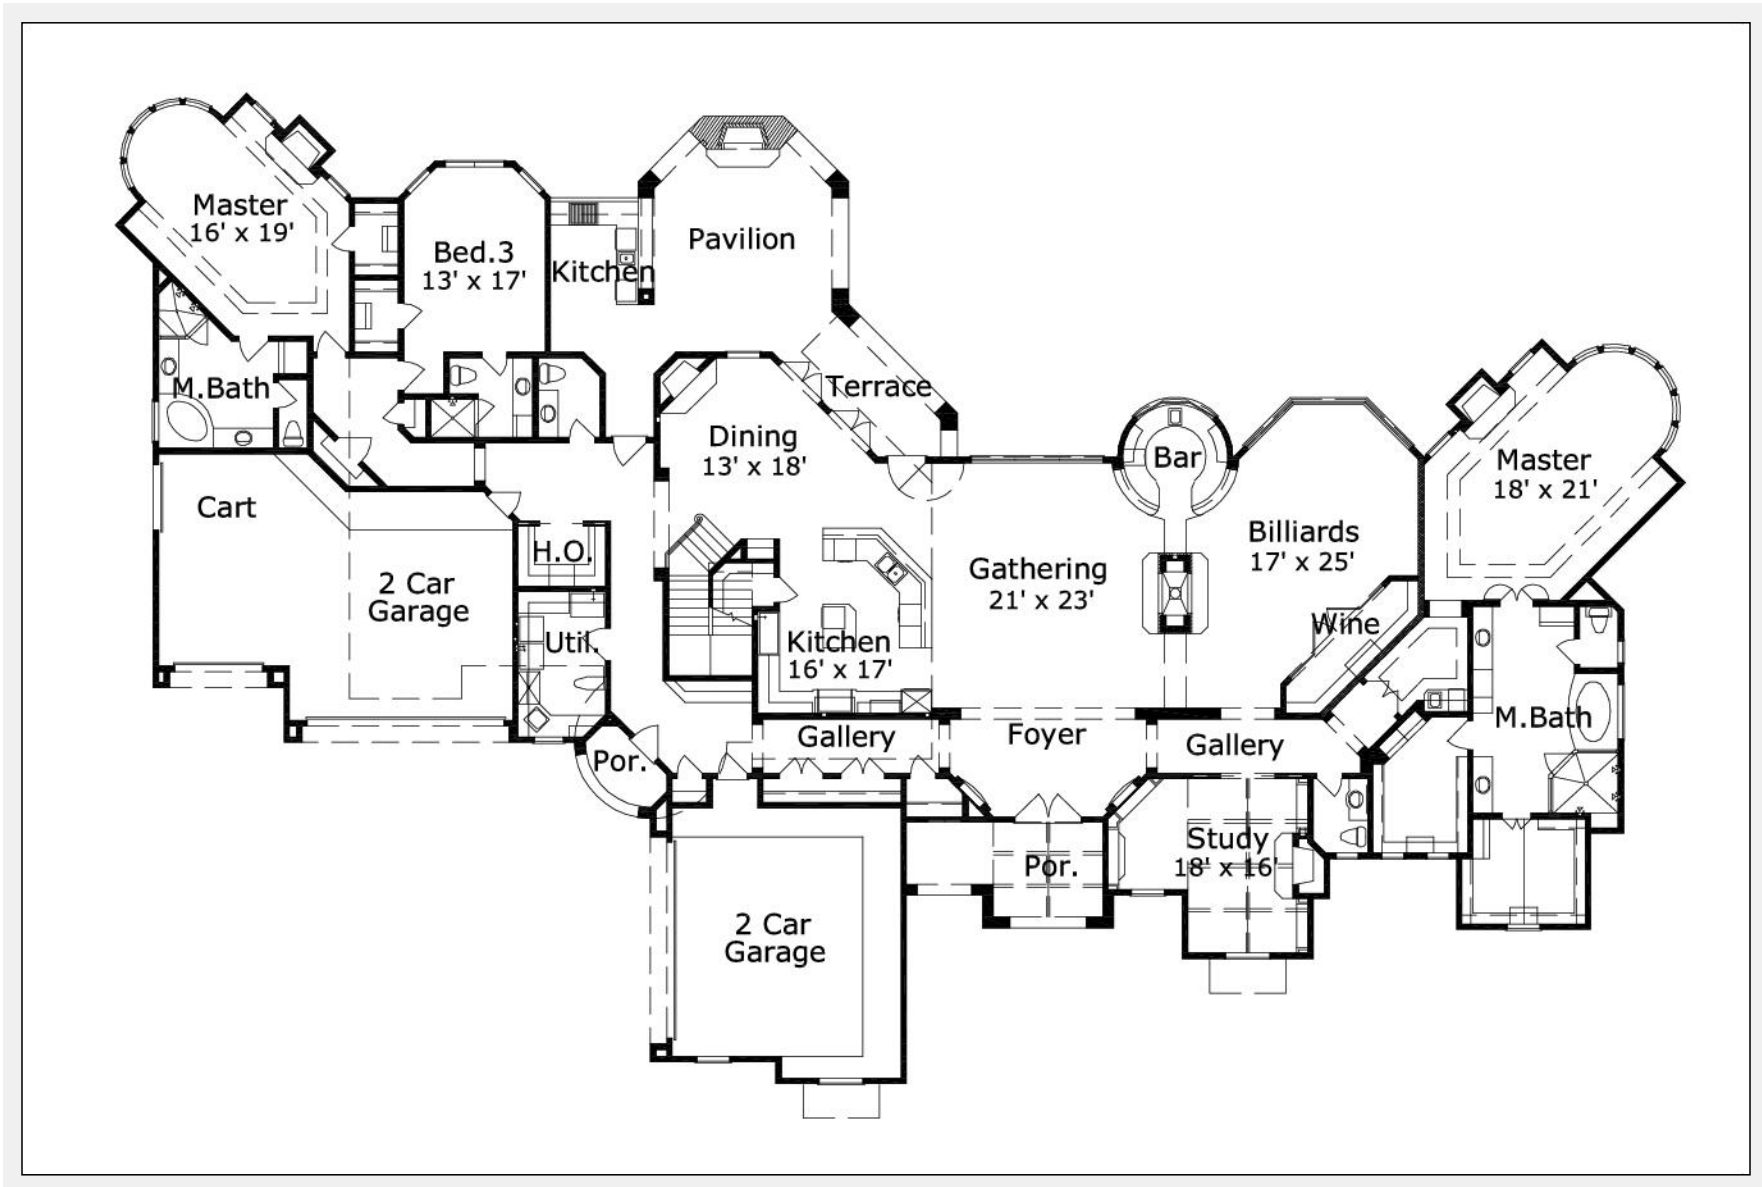 Master
16' x 19'
Bed.3
13' x 17'
Kitchen
Pavilion
M.Bath
Terrace
Dining
13' x 18'
Bar
Master
18' x 21'
Cart
Billiards
17' x 25'
H.O.
2 Car
Garage
Gathering
21' x 23'
Util.
Kitchen
16' x 17'
Wine
M.Bath
Por.
Gallery
Foyer
Gallery
Study
18' x 16'
Por.
2 Car
Garage